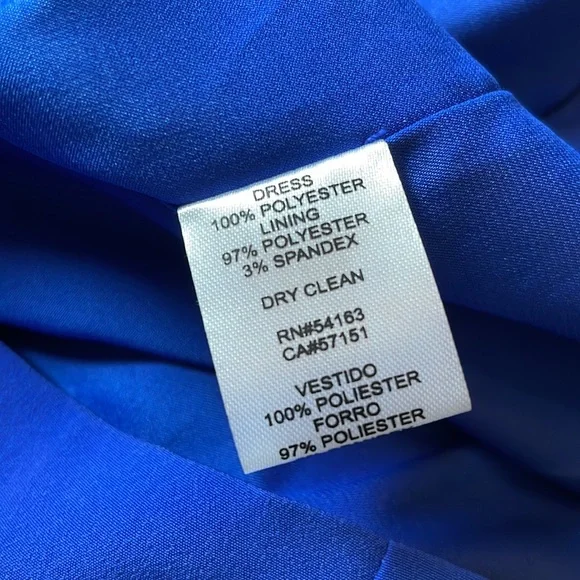 DRESS
100% POLYESTER
LINING
97% POLYESTER
3% SPANDEX
DRY CLEAN
RN#54163
CA#57151
VESTIDO
100% POLIESTER
FORRO
97% POLIESTER